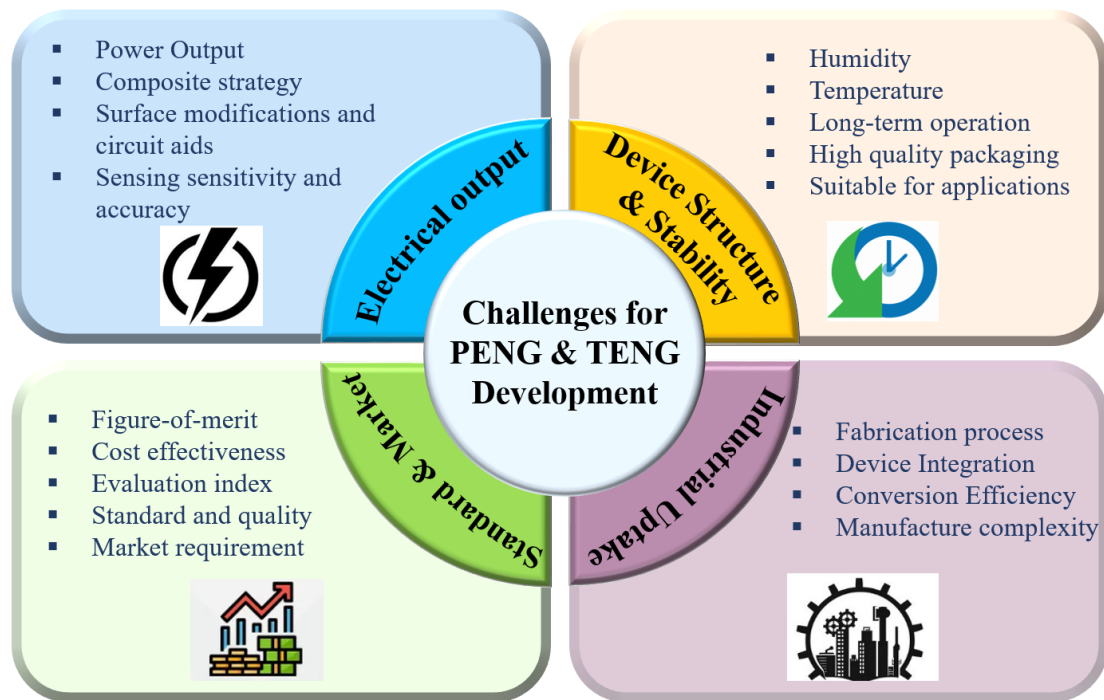 ▪ Power Output
▪ Composite strategy
▪ Surface modifications and
circuit aids
▪ Sensing sensitivity and
accuracy
Electrical output
▪ Humidity
▪ Temperature
▪ Long-term operation
▪ High quality packaging
▪ Suitable for applications
Device Structure
& Stability
Challenges for
PENG & TENG
Development
▪ Figure-of-merit
▪ Cost effectiveness
▪ Evaluation index
▪ Standard and quality
▪ Market requirement
Standard & Market
▪ Fabrication process
▪ Device Integration
▪ Conversion Efficiency
▪ Manufacture complexity
Industrial Uptake